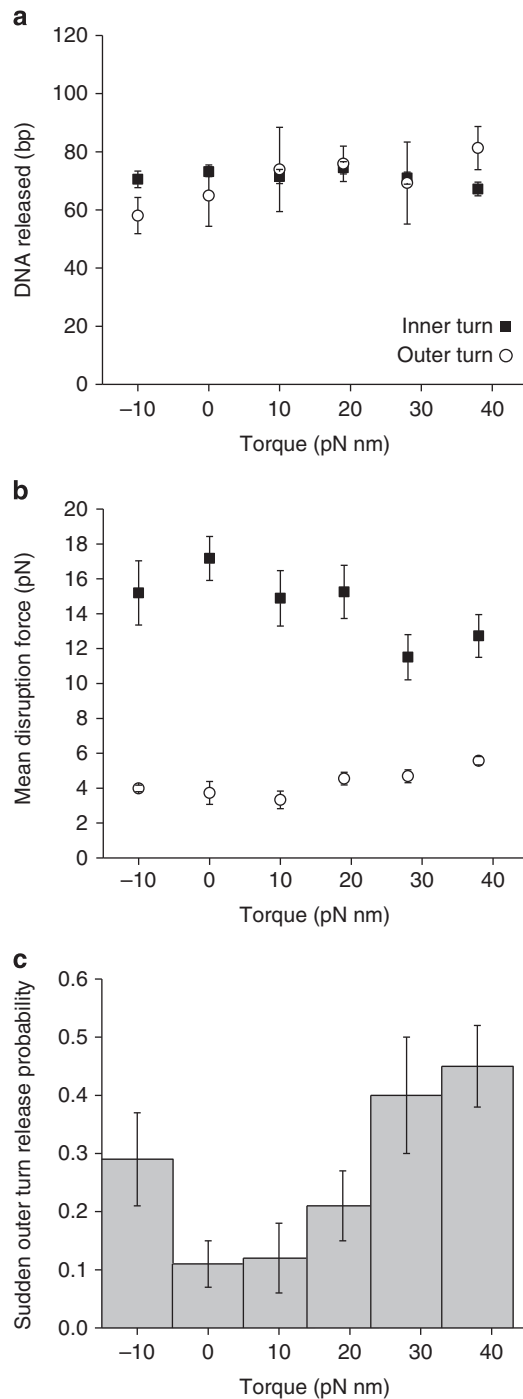 a
120
100
80
60
40
20
0
DNA released (bp)
Inner turn
Outer turn
–10 0 10 20 30 40
Torque (pN nm)
b
20
18
16
14
12
10
8
6
4
2
0
Mean disruption force (pN)
–10 0 10 20 30 40
Torque (pN nm)
c
0.6
0.5
0.4
0.3
0.2
0.1
0.0
Sudden outer turn release probability
–10 0 10 20 30 40
Torque (pN nm)